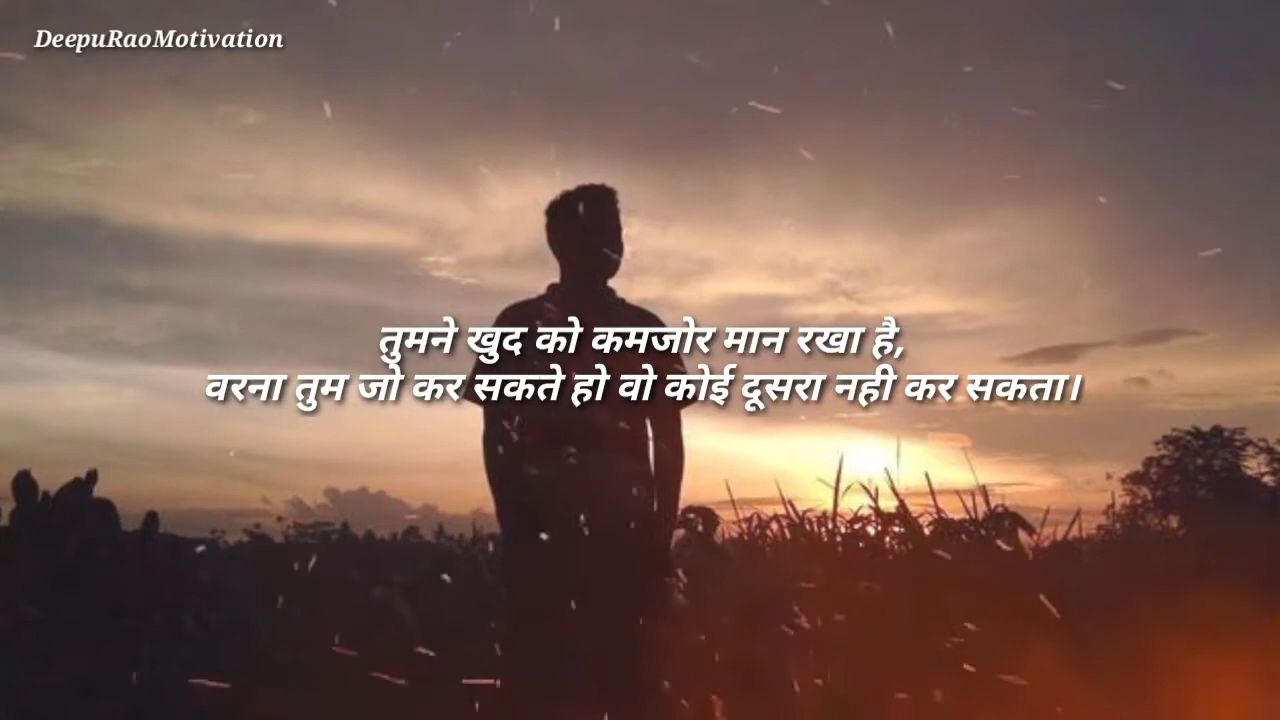 DeepuRaoMotivation
तुमने खुद को कमजोर मान रखा है,
वरना तुम जो कर सकते हो वो कोई दूसरा नही कर सकता।